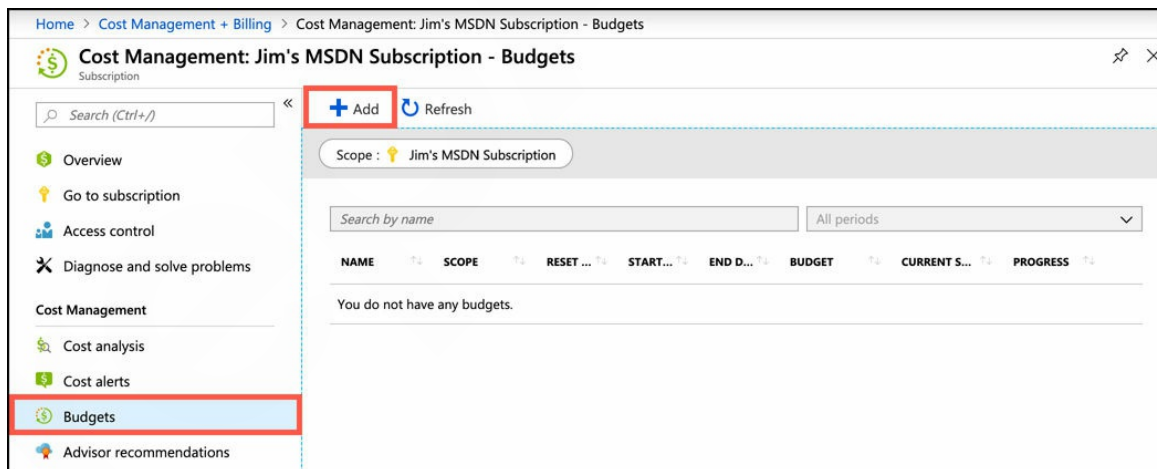 Home > Cost Management + Billing > Cost Management: Jim's MSDN Subscription - Budgets
Cost Management: Jim's MSDN Subscription - Budgets
Subscription
Search (Ctrl+/)
«
Add
Refresh
Scope : Jim's MSDN Subscription
Overview
Go to subscription
Access control
Diagnose and solve problems
Cost Management
Cost analysis
Cost alerts
Budgets
Advisor recommendations
Search by name
All periods
NAME SCOPE RESET ... START... END D... BUDGET CURRENT S... PROGRESS
You do not have any budgets.